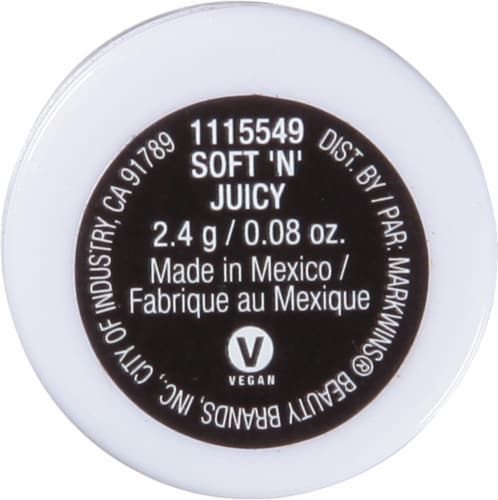 1115549
SOFT 'N'
JUICY
2.4 g / 0.08 oz.
Made in Mexico /
Fabrique au Mexique
V
VEGAN
DIST. BY / PAR: MARKWINS® BEAUTY BRANDS, INC., CITY OF INDUSTRY, CA 91789